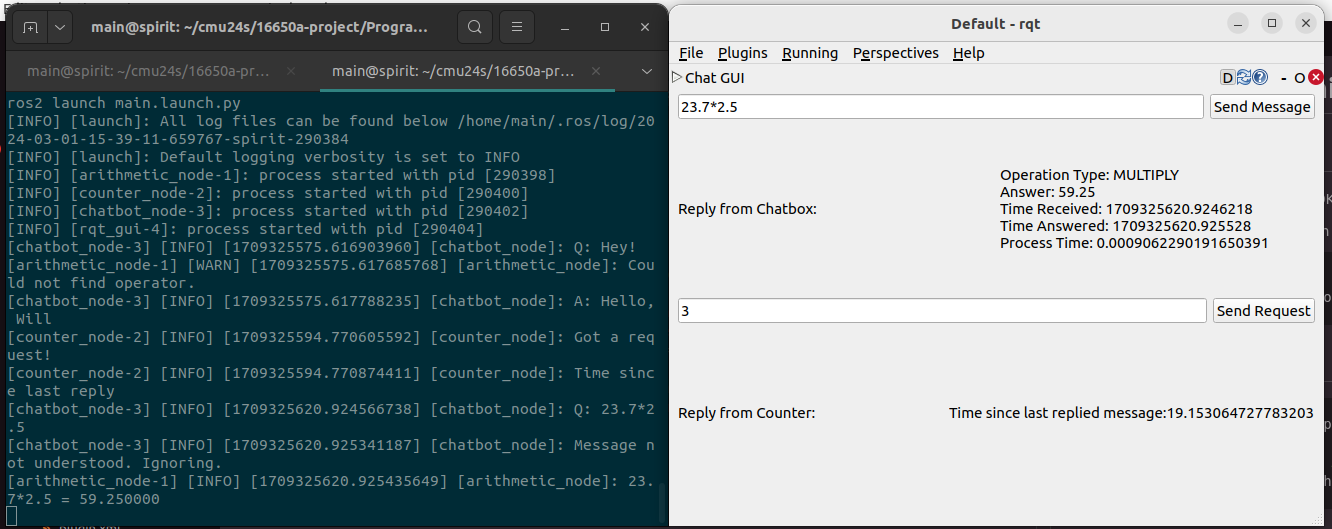 main@spirit: ~/cmu24s/16650a-project/Progra...
main@spirit: ~/cmu24s/16650a-pr...
main@spirit: ~/cmu24s/16650a-pr...
ros2 launch main.launch.py
[INFO] [launch]: All log files can be found below /home/main/.ros/log/20
24-03-01-15-39-11-659767-spirit-290384
[INFO] [launch]: Default logging verbosity is set to INFO
[INFO] [arithmetic_node-1]: process started with pid [290398]
[INFO] [counter_node-2]: process started with pid [290400]
[INFO] [chatbot_node-3]: process started with pid [290402]
[INFO] [rqt_gui-4]: process started with pid [290404]
[chatbot_node-3] [INFO] [1709325575.616903960] [chatbot_node]: Q: Hey!
[arithmetic_node-1] [WARN] [1709325575.617685768] [arithmetic_node]: Cou
ld not find operator.
[chatbot_node-3] [INFO] [1709325575.617788235] [chatbot_node]: A: Hello,
Will
[counter_node-2] [INFO] [1709325594.770605592] [counter_node]: Got a req
uest!
[counter_node-2] [INFO] [1709325594.770874411] [counter_node]: Time sinc
e last reply
[chatbot_node-3] [INFO] [1709325620.924566738] [chatbot_node]: Q: 23.7*2
.5
[chatbot_node-3] [INFO] [1709325620.925341187] [chatbot_node]: Message n
ot understood. Ignoring.
[arithmetic_node-1] [INFO] [1709325620.925435649] [arithmetic_node]: 23.
7*2.5 = 59.250000
Default - rqt
File Plugins Running Perspectives Help
Chat GUI
D - O
23.7*2.5 Send Message
Reply from Chatbox:
Operation Type: MULTIPLY
Answer: 59.25
Time Received: 1709325620.9246218
Time Answered: 1709325620.925528
Process Time: 0.0009062290191650391
3 Send Request
Reply from Counter: Time since last replied message:19.153064727783203